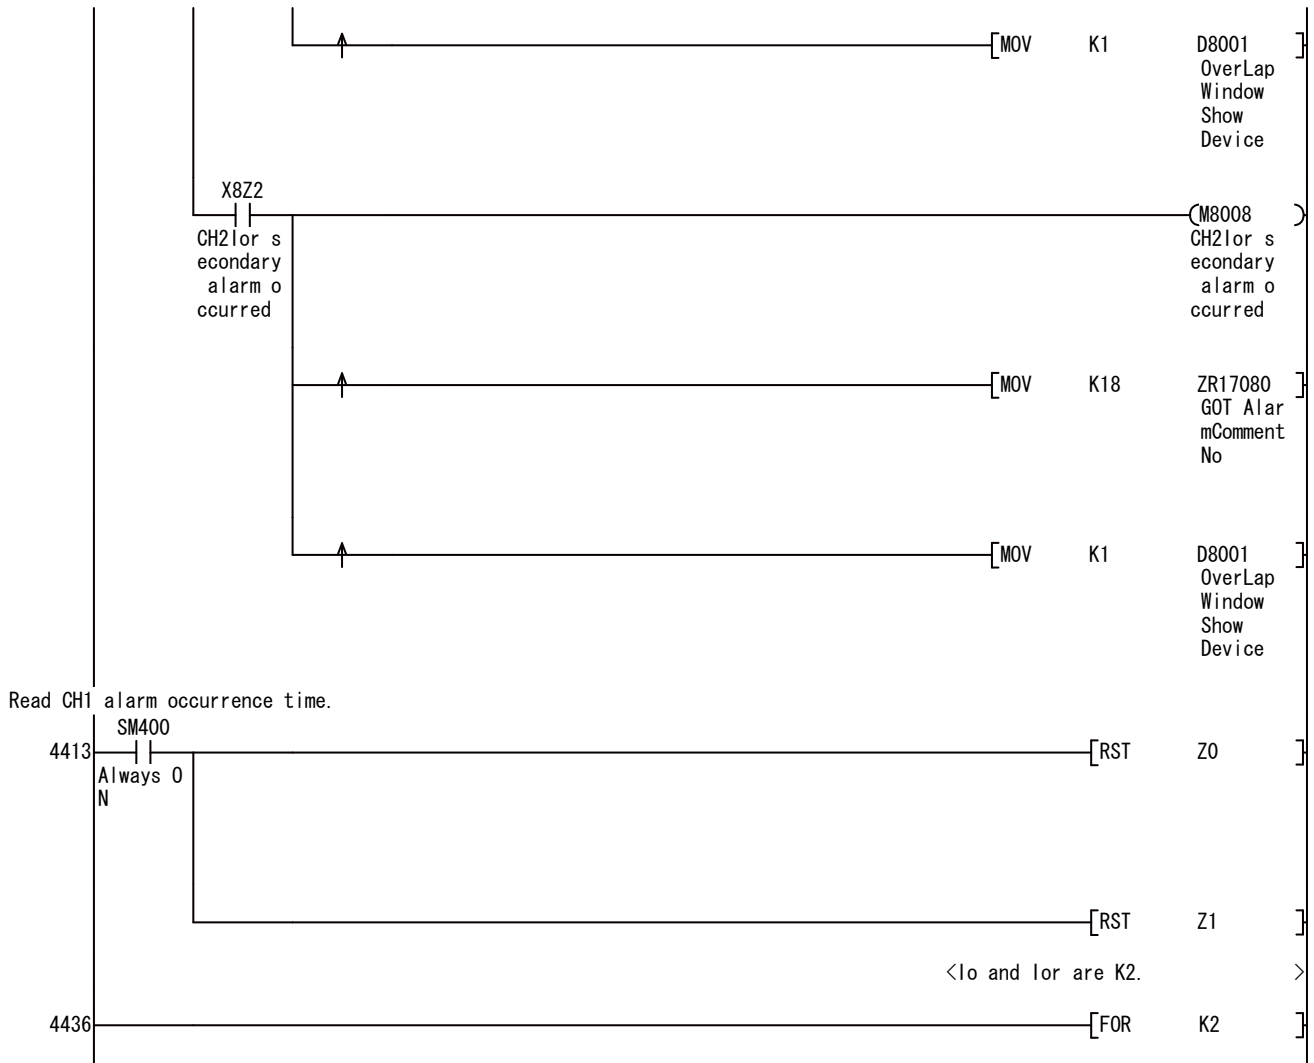 [MOV K1 D8001 ]
OverLap
Window
Show
Device
X8Z2
(M8008 )
CH2Ior s
econdary
alarm o
ccurred
CH2Ior s
econdary
alarm o
ccurred
[MOV K18 ZR17080 ]
GOT Alar
mComment
No
[MOV K1 D8001 ]
OverLap
Window
Show
Device
Read CH1 alarm occurrence time.
SM400
4413 [RST Z0 ]
Always O
N
[RST Z1 ]
<Io and Ior are K2. >
4436 [FOR K2 ]